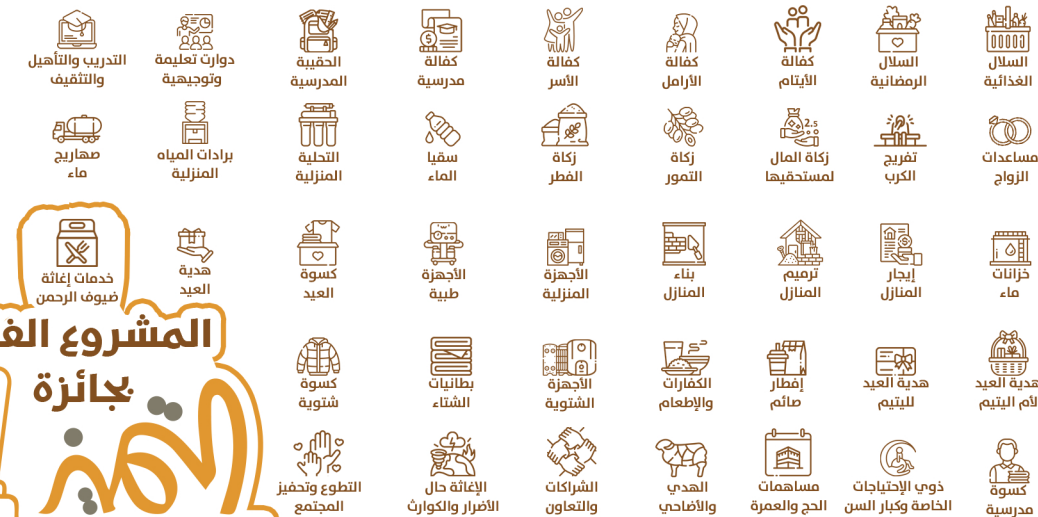 السلال
الغذائية
السلال
الرمضانية
كفالة
الأيتام
كفالة
الأرامل
كفالة
الأسر
كفالة
مدرسية
الحقيبة
المدرسية
دوارت تعليمة
وتوجيهية
التدريب والتأهيل
والتثقيف
مساعدات
الزواج
تفريج
الكرب
2.5
زكاة المال
لمستحقيها
زكاة
التمور
زكاة
الفطر
سقيا
الماء
التحلية
المنزلية
برادات المياه
المنزلية
صهاريج
ماء
خزانات
ماء
إيجار
المنازل
ترميم
المنازل
بناء
المنازل
الأجهزة
المنزلية
الأجهزة
طبية
كسوة
العيد
هدية
العيد
خدمات إغاثة
ضيوف الرحمن
هدية العيد
لأم اليتيم
هدية العيد
لليتيم
إفطار
صائم
الكفارات
والإطعام
الأجهزة
الشتوية
بطانيات
الشتاء
كسوة
شتوية
المشروع
بجائزة
كسوة
مدرسية
ذوي الإحتياجات
الخاصة وكبار السن
مساهمات
الحج والعمرة
الهدي
والأضاحي
الشراكات
والتعاون
الإغاثة حال
الأضرار والكوارث
التطوع وتحفيز
المجتمع